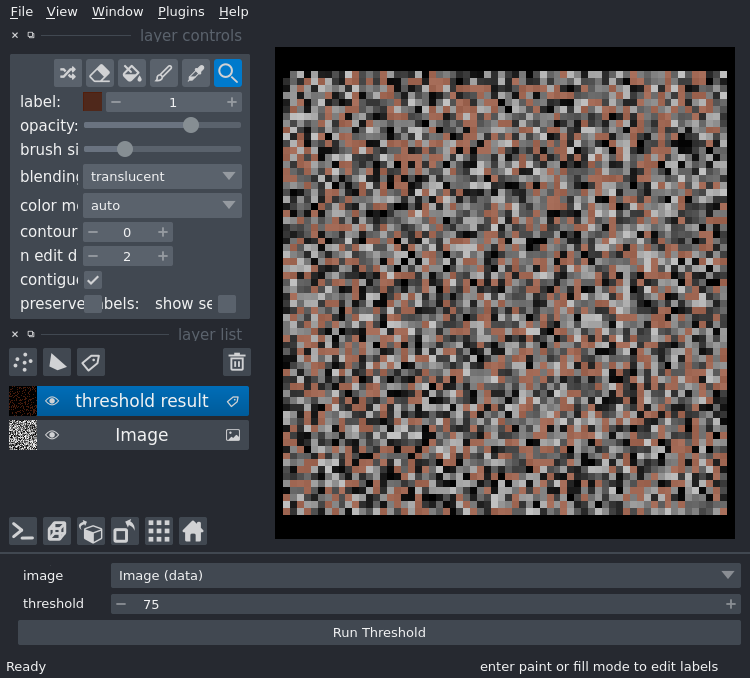 File View Window Plugins Help
layer controls
label: 1
opacity:
brush si
blending translucent
color m auto
contour 0
n edit d 2
contigu
preserve labels: show se
layer list
threshold result
Image
image Image (data)
threshold 75
Run Threshold
Ready enter paint or fill mode to edit labels